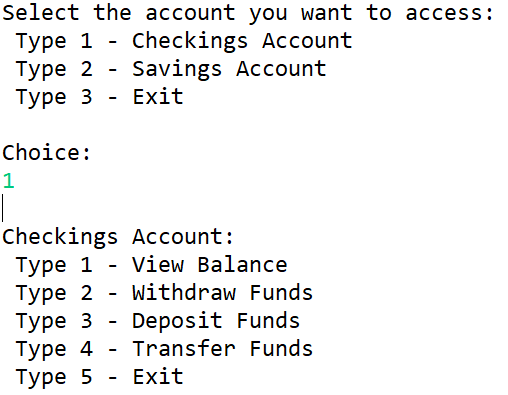 Select the account you want to access:
Type 1 - Checkings Account
Type 2 - Savings Account
Type 3 - Exit
Choice:
1
Checkings Account:
Type 1 - View Balance
Type 2 - Withdraw Funds
Type 3 - Deposit Funds
Type 4 - Transfer Funds
Type 5 - Exit